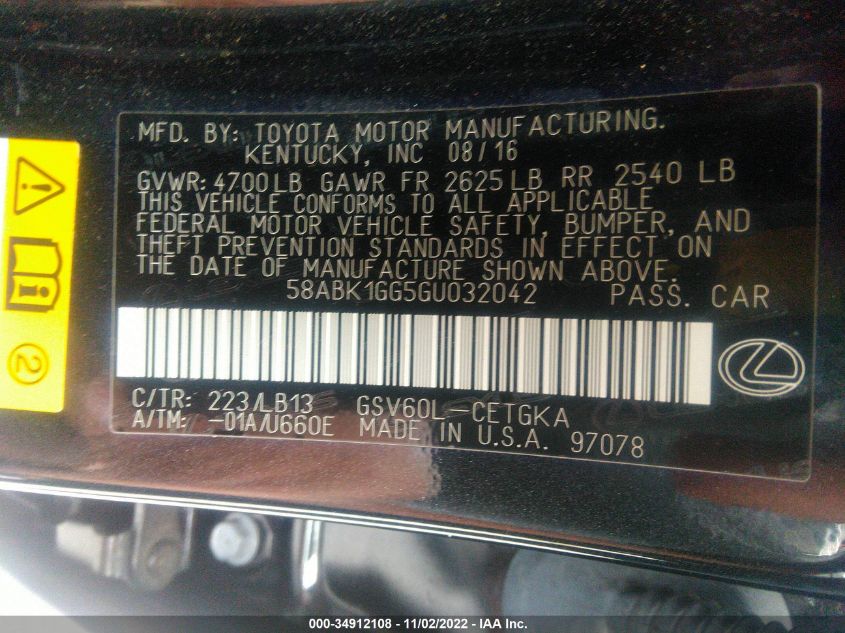 MFD. BY: TOYOTA MOTOR MANUFACTURING.
KENTUCKY, INC 08/16
GVWR: 4700 LB GAWR FR 2625 LB RR 2540 LB
THIS VEHICLE CONFORMS TO ALL APPLICABLE
FEDERAL MOTOR VEHICLE SAFETY, BUMPER, AND
THEFT PREVENTION STANDARDS IN EFFECT ON
THE DATE OF MANUFACTURE SHOWN ABOVE.
58ABK1GG5GU032042 PASS. CAR
C/TR: 223/LB13 GSV60L-CETGKA
A/TM: -01A/U660E MADE IN U.S.A. 97078
2
000-34912108 - 11/02/2022 - IAA Inc.